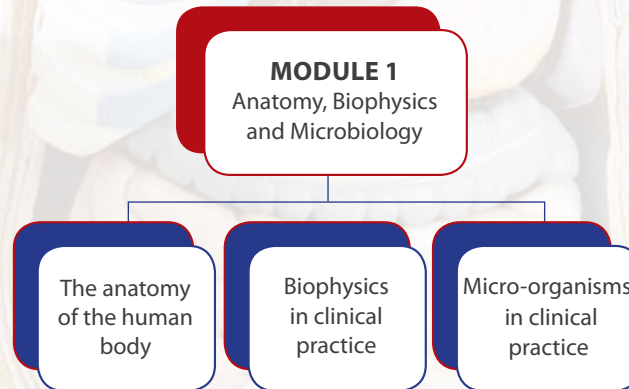 MODULE 1
Anatomy, Biophysics
and Microbiology
The anatomy
of the human
body
Biophysics
in clinical
practice
Micro-organisms
in clinical
practice